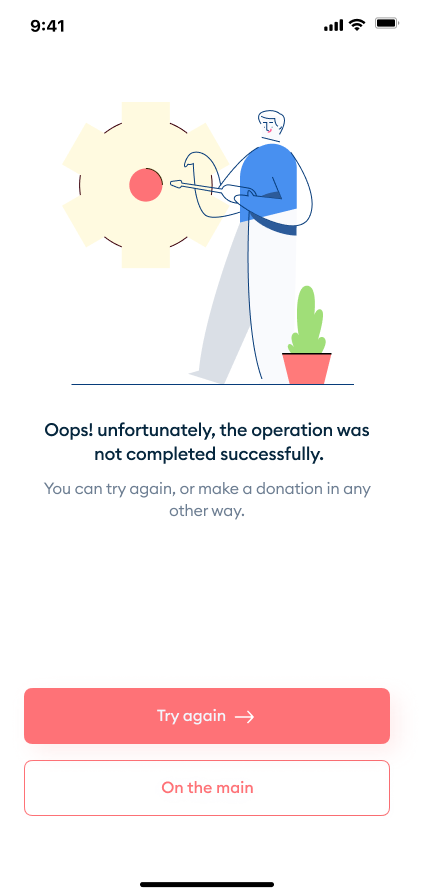 9:41
Oops! unfortunately, the operation was
not completed successfully.
You can try again, or make a donation in any
other way.
Try again →
On the main